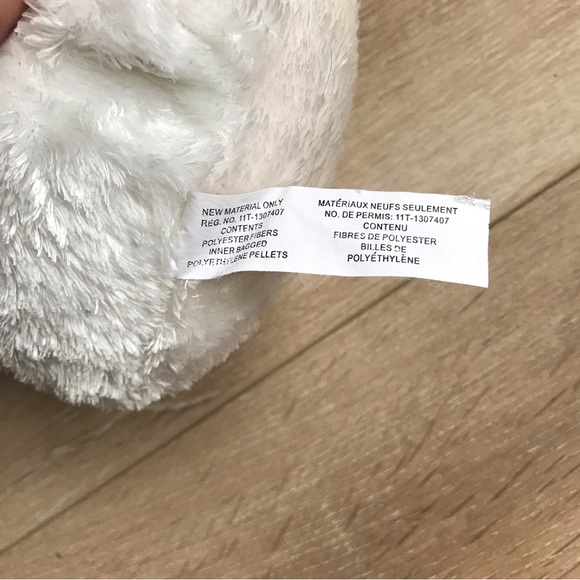 NEW MATERIAL ONLY
REG. NO. 11T-1307407
CONTENTS
POLYESTER FIBERS
INNER BAGGED
POLYETHYLENE PELLETS
MATÉRIAUX NEUFS SEULEMENT
NO. DE PERMIS: 11T-1307407
CONTENU
FIBRES DE POLYESTER
BILLES DE
POLYÉTHYLÈNE